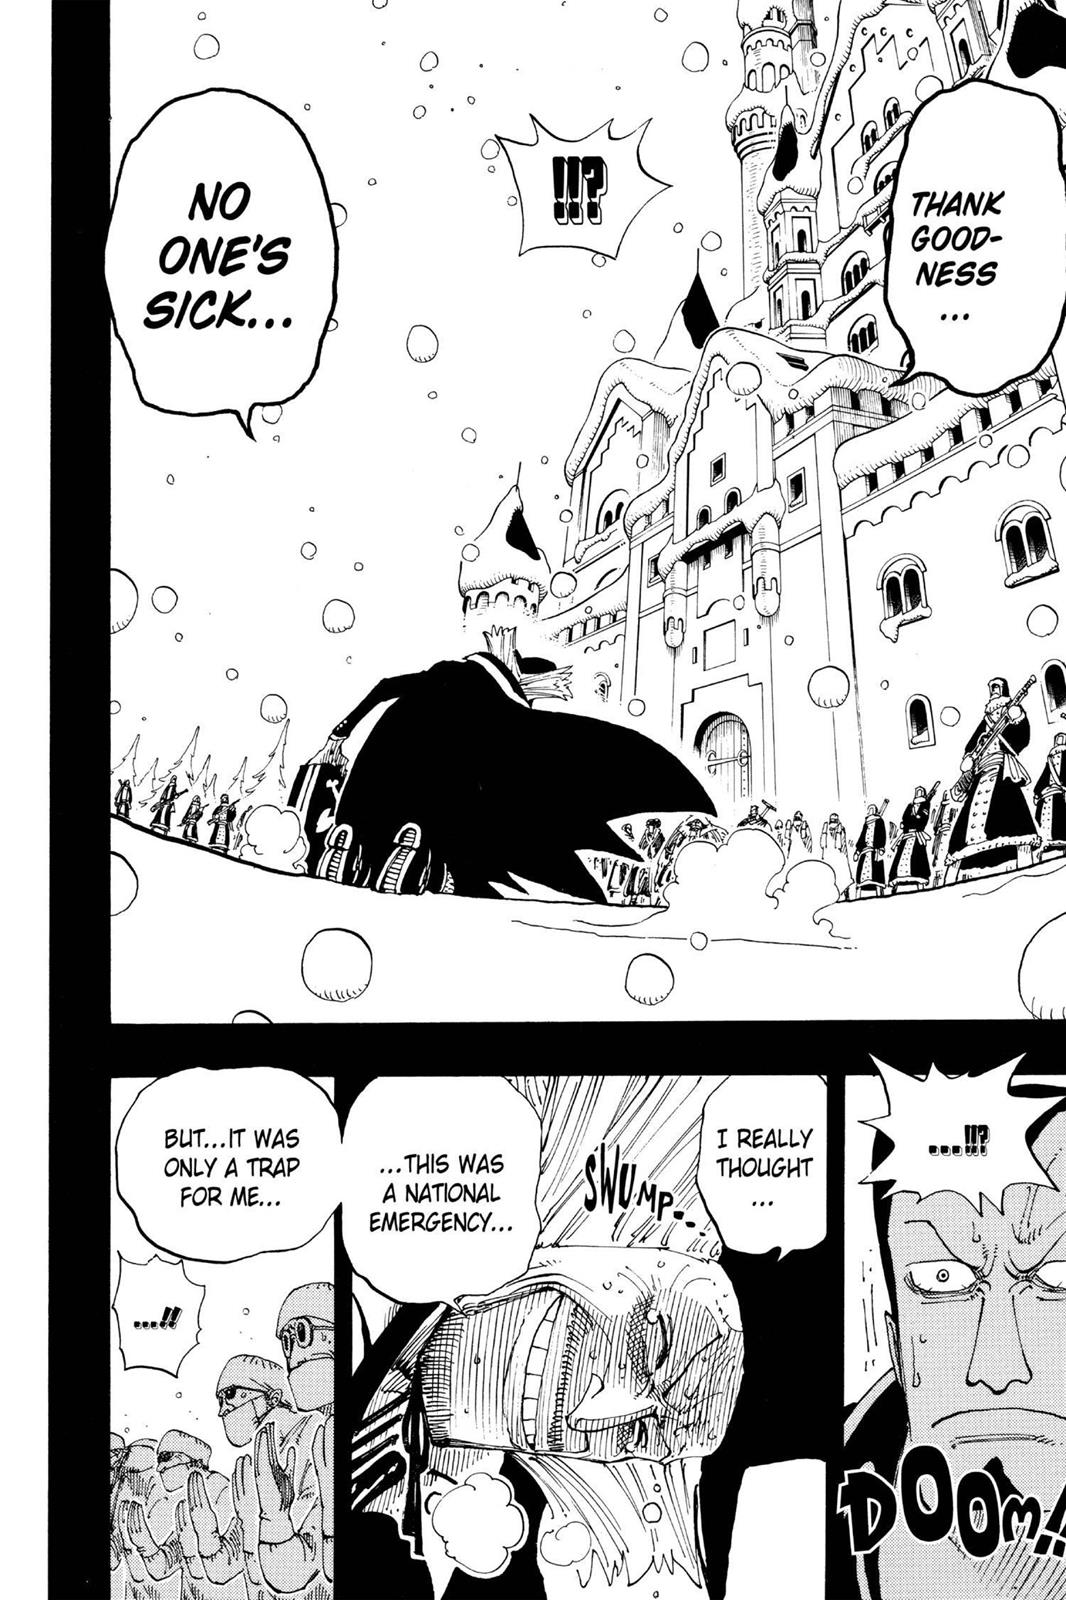 THANK
GOOD-
NESS
...
!!?
NO
ONE'S
SICK...
...!!?
DOOM!!
I REALLY
THOUGHT
...
SWUMP...
...THIS WAS
A NATIONAL
EMERGENCY...
BUT...IT WAS
ONLY A TRAP
FOR ME...
...!!